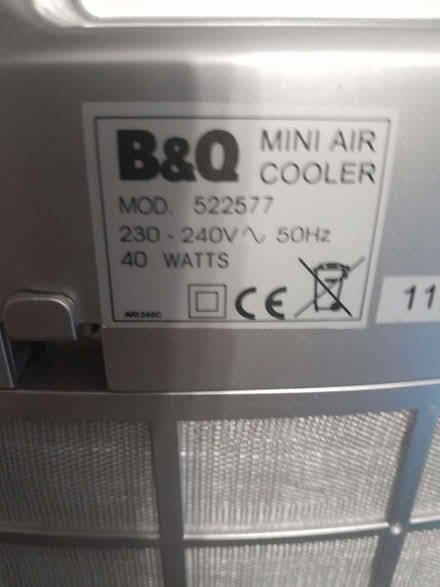 B&Q MINI AIR COOLER
MOD. 522577
230 - 240V ∿ 50Hz
40 WATTS
CE
11